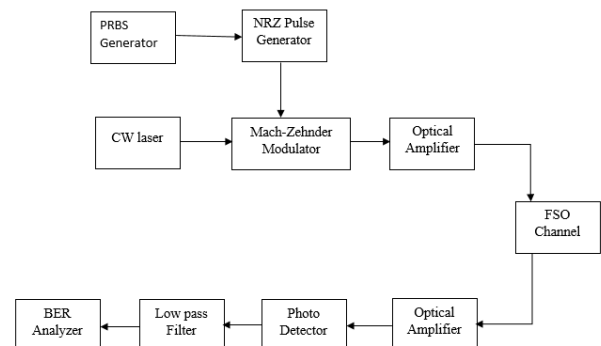 PRBS
Generator
NRZ Pulse
Generator
CW laser
Mach-Zehnder
Modulator
Optical
Amplifier
FSO
Channel
BER
Analyzer
Low pass
Filter
Photo
Detector
Optical
Amplifier